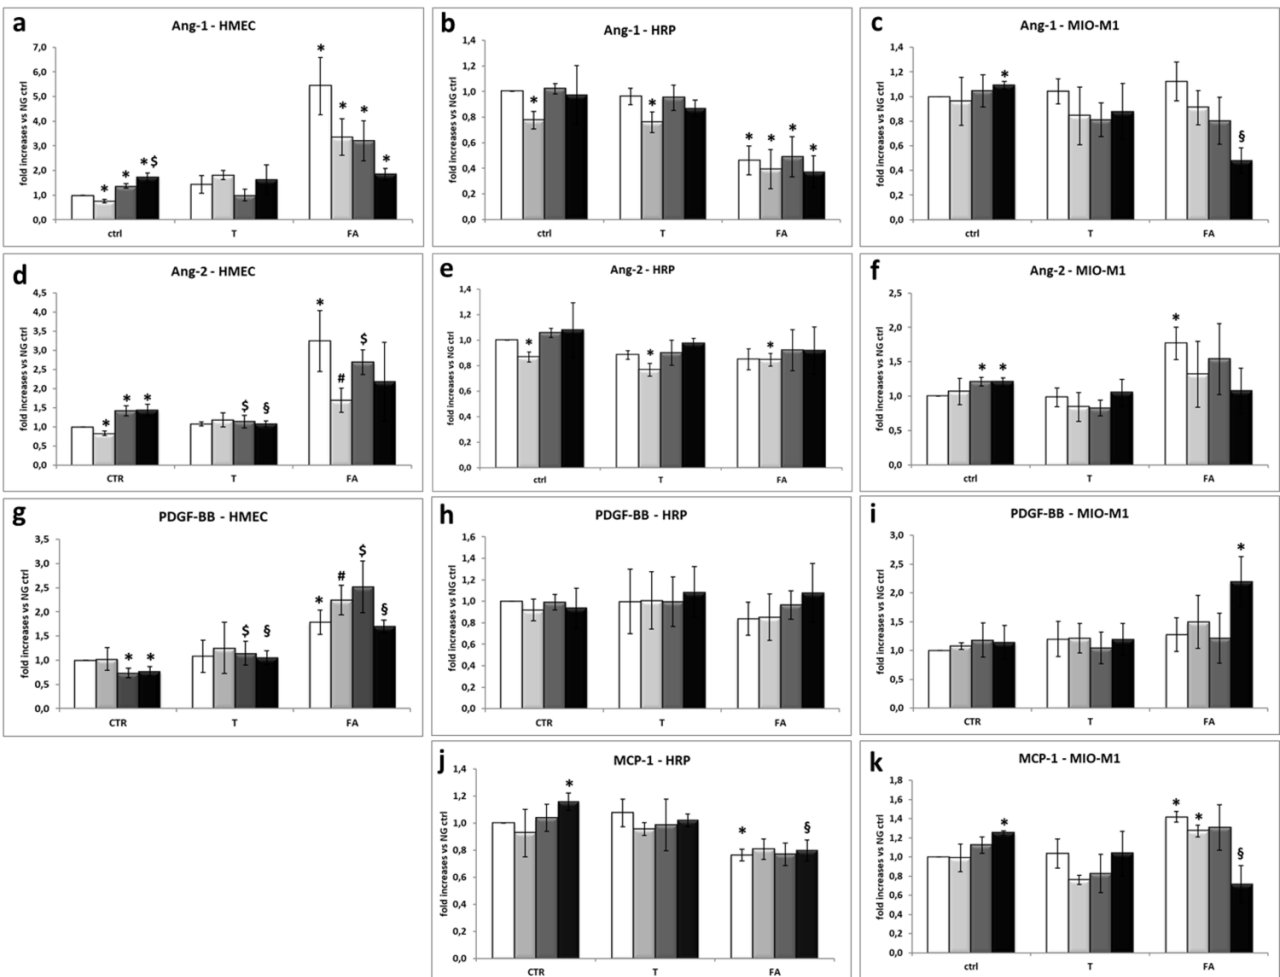 a
Ang-1 - HMEC
fold increases vs NG ctrl
7,0
6,0
5,0
4,0
3,0
2,0
1,0
0,0
* * * $ * * * *
ctrl T FA
b
Ang-1 - HRP
fold increases vs NG ctrl
1,4
1,2
1,0
0,8
0,6
0,4
0,2
0,0
* * * * * *
ctrl T FA
c
Ang-1 - MIO-M1
fold increases vs NG ctrl
1,4
1,2
1,0
0,8
0,6
0,4
0,2
0,0
* §
ctrl T FA
d
Ang-2 - HMEC
fold increases vs NG ctrl
4,5
4,0
3,5
3,0
2,5
2,0
1,5
1,0
0,5
0,0
* * * $ § * # $
CTR T FA
e
Ang-2 - HRP
fold increases vs NG ctrl
1,4
1,2
1,0
0,8
0,6
0,4
0,2
0,0
* * *
ctrl T FA
f
Ang-2 - MIO-M1
fold increases vs NG ctrl
2,5
2,0
1,5
1,0
0,5
0,0
* * *
ctrl T FA
g
PDGF-BB - HMEC
fold increases vs NG ctrl
3,5
3,0
2,5
2,0
1,5
1,0
0,5
0,0
* * $ § * # $ §
CTR T FA
h
PDGF-BB - HRP
fold increases vs NG ctrl
1,6
1,4
1,2
1,0
0,8
0,6
0,4
0,2
0,0
CTR T FA
i
PDGF-BB - MIO-M1
fold increases vs NG ctrl
3,0
2,5
2,0
1,5
1,0
0,5
0,0
*
CTR T FA
j
MCP-1 - HRP
fold increases vs NG ctrl
1,4
1,2
1,0
0,8
0,6
0,4
0,2
0,0
* * §
CTR T FA
k
MCP-1 - MIO-M1
fold increases vs NG ctrl
1,8
1,6
1,4
1,2
1,0
0,8
0,6
0,4
0,2
0,0
* * * §
ctrl T FA